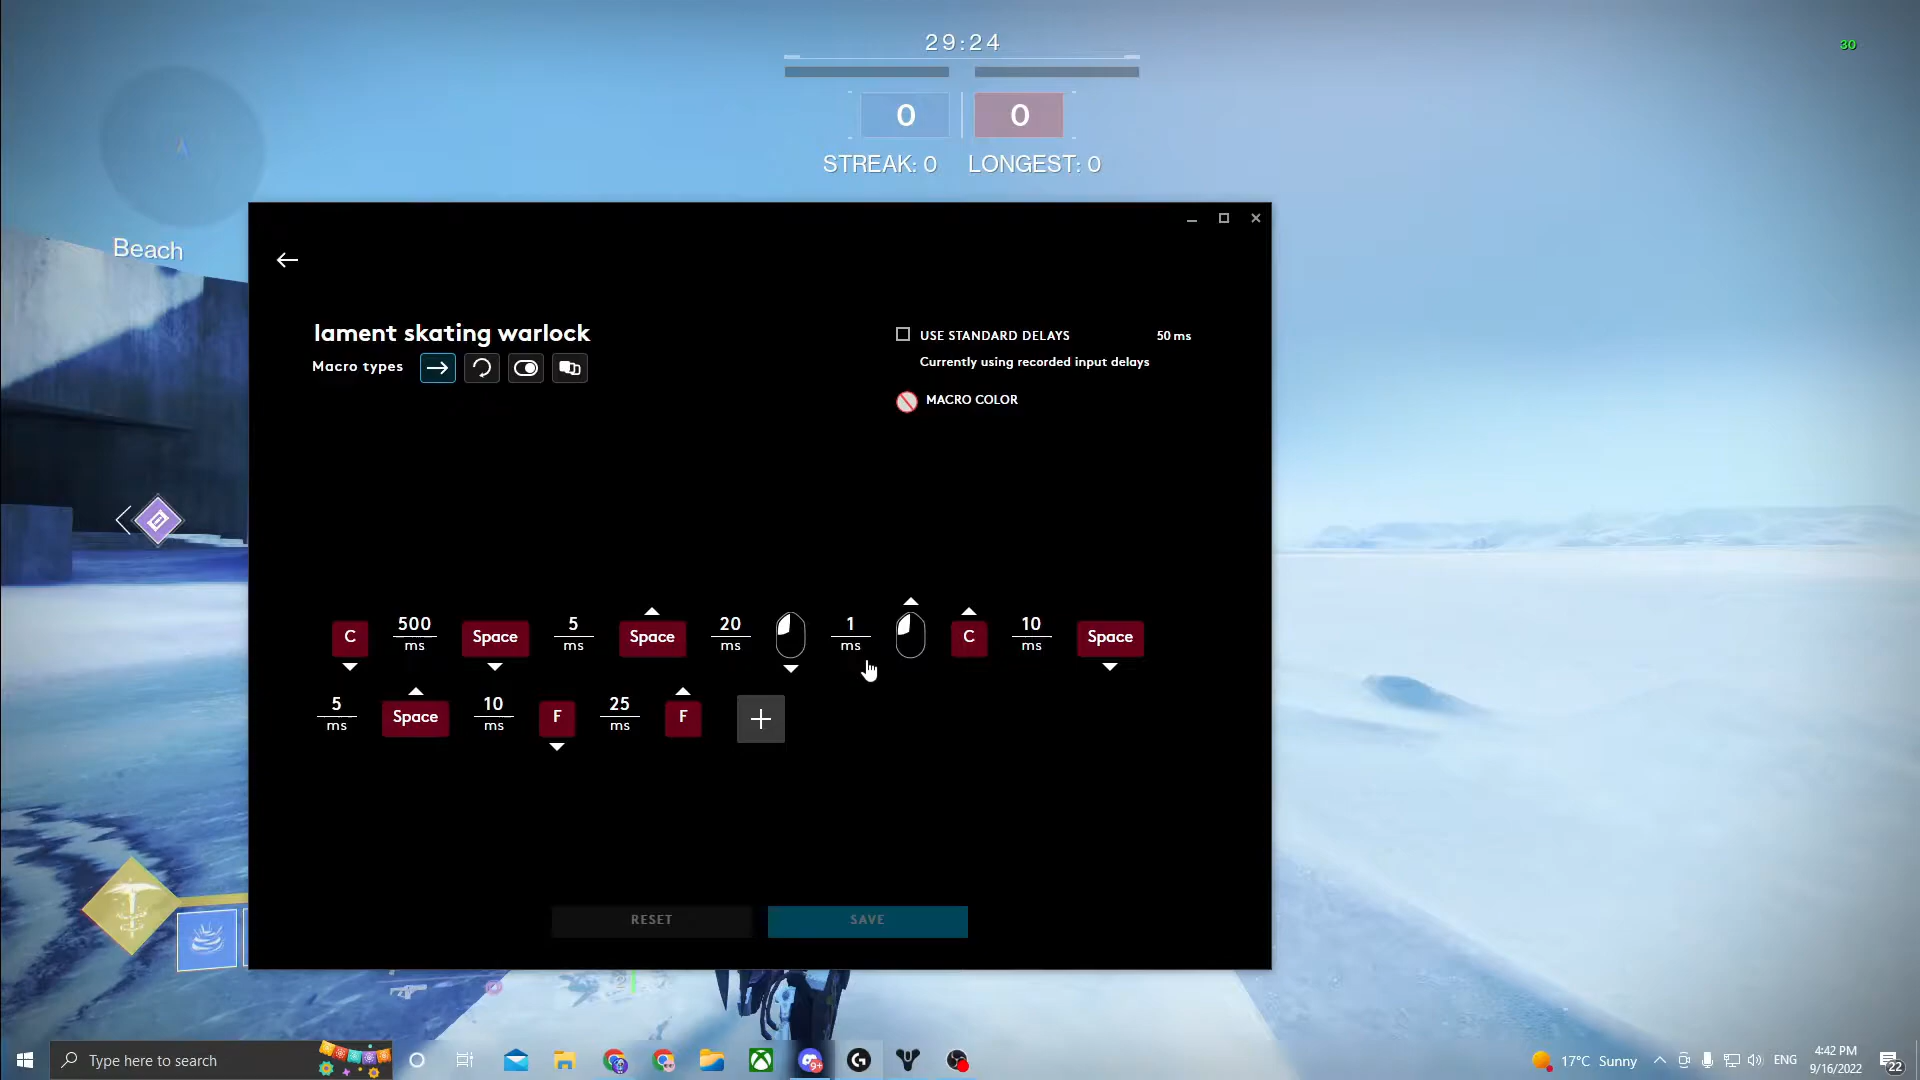 29:24
30
0 0
STREAK: 0 LONGEST: 0
Beach
lament skating warlock
USE STANDARD DELAYS 50 ms
Currently using recorded input delays
Macro types
MACRO COLOR
C 500 ms Space 5 ms Space 20 ms 1 ms C 10 ms Space
5 ms Space 10 ms F 25 ms F
RESET SAVE
Type here to search
9+
17°C Sunny
ENG
4:42 PM
9/16/2022
22